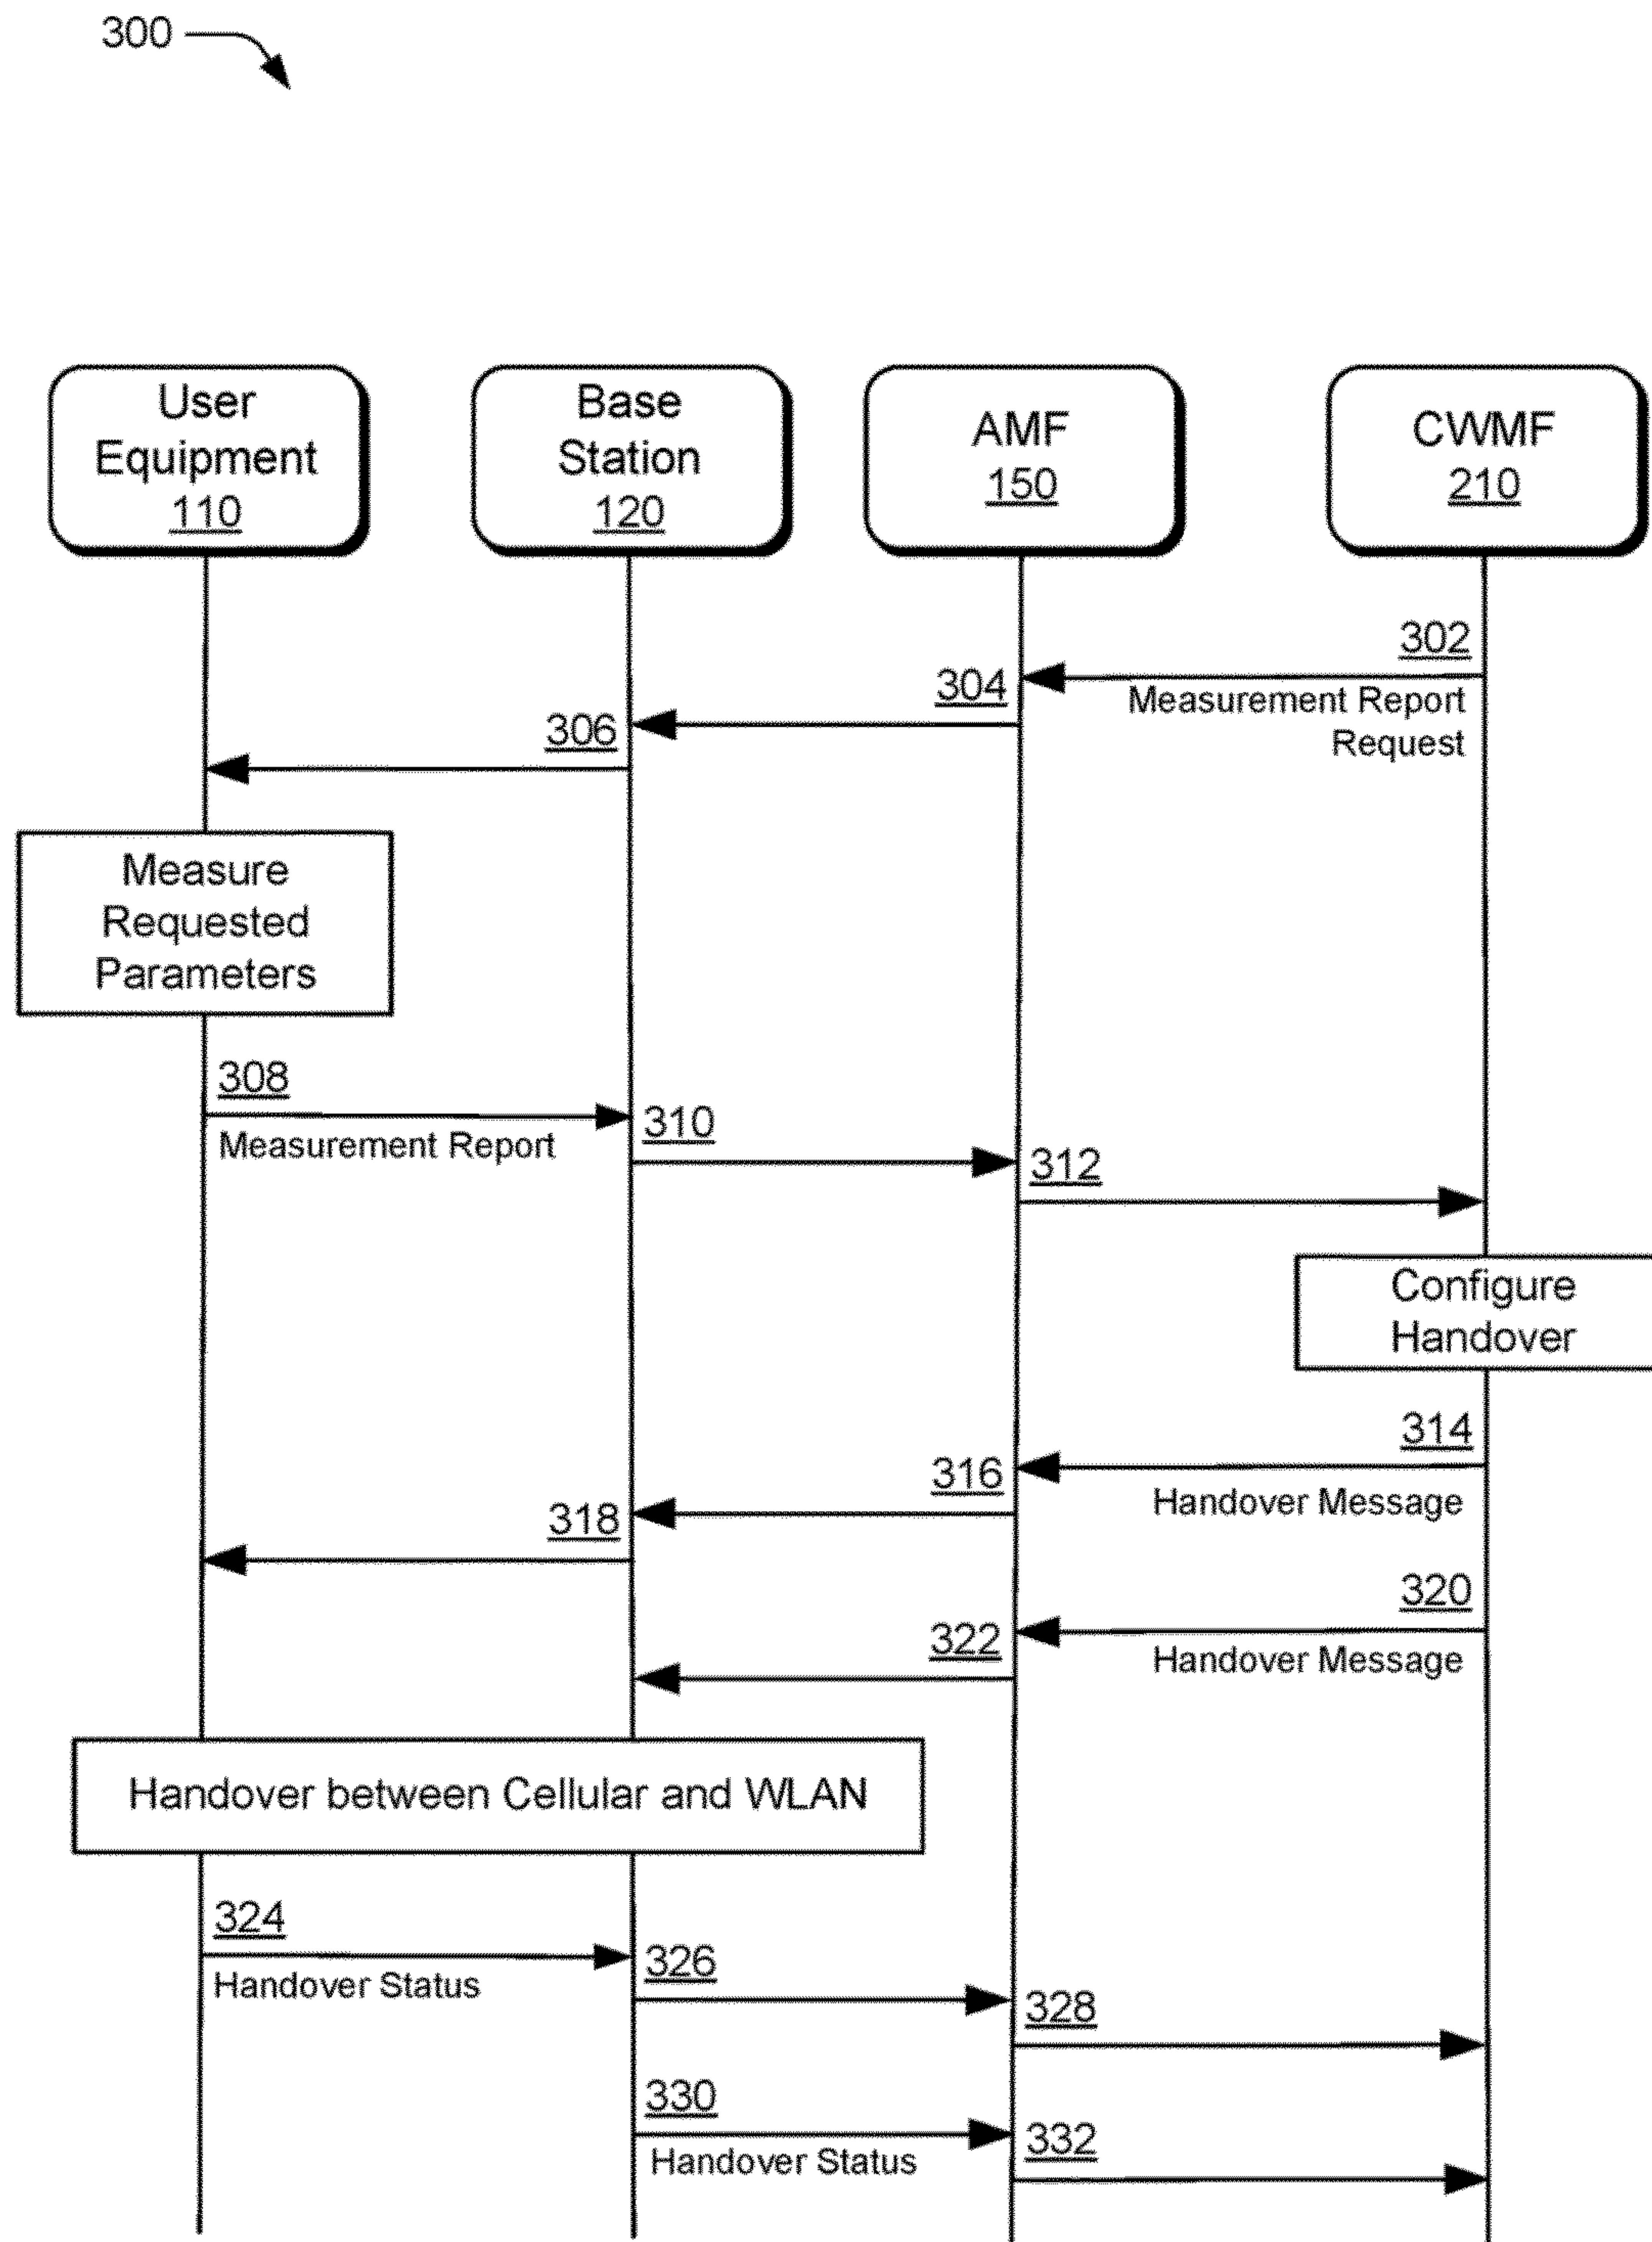 300
User
Equipment
110
Base
Station
120
AMF
150
CWMF
210
302
Measurement Report
Request
304
306
Measure
Requested
Parameters
308
Measurement Report
310
312
Configure
Handover
314
Handover Message
316
318
320
Handover Message
322
Handover between Cellular and WLAN
324
Handover Status
326
328
330
Handover Status
332